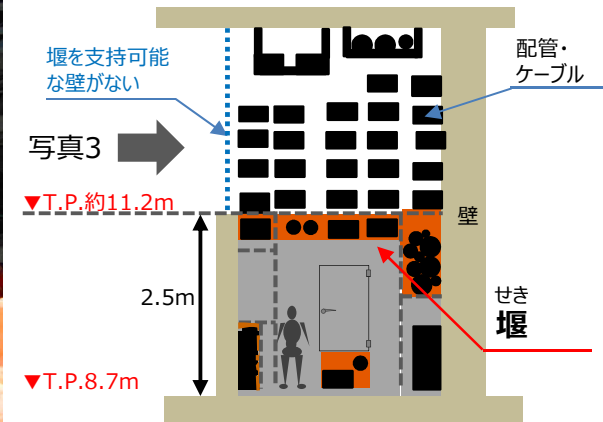 堰を支持可能
な壁がない
配管・
ケーブル
写真3
▼T.P.約11.2m
壁
2.5m
せき
堰
▼T.P.8.7m